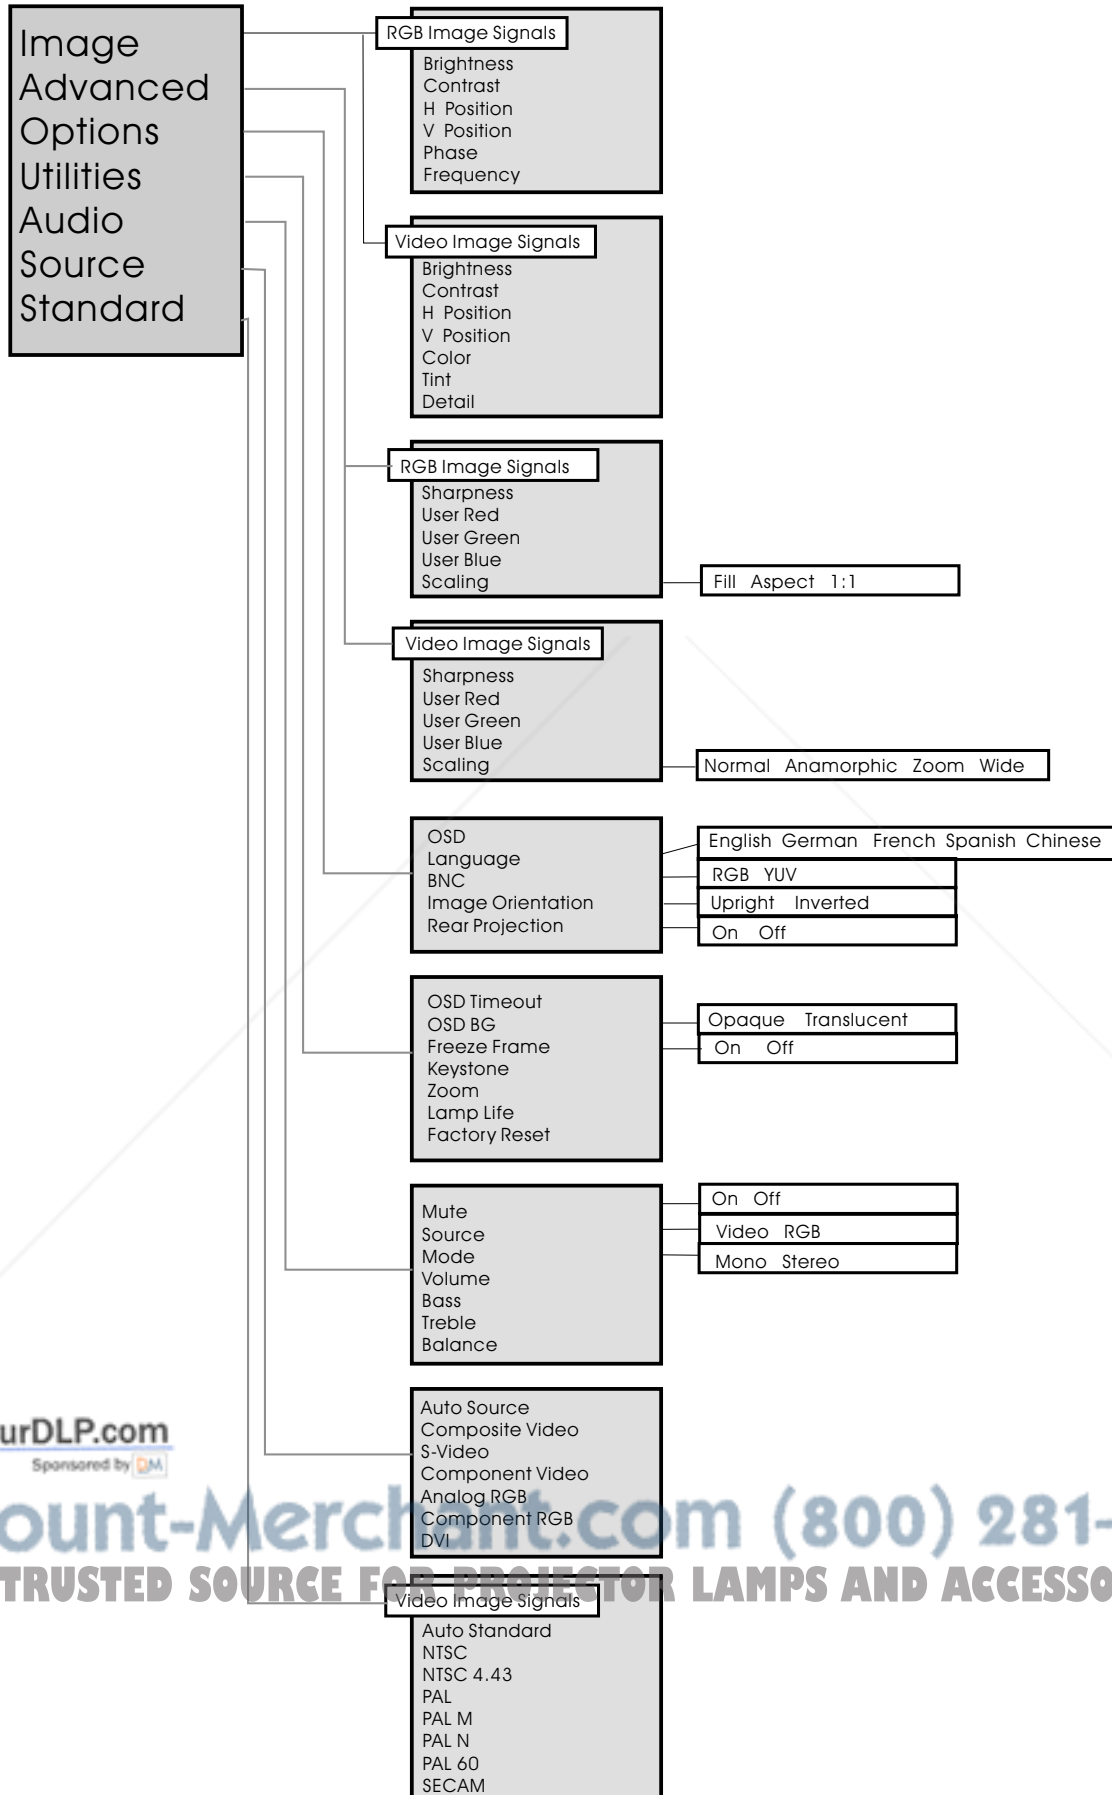 Image
Advanced
Options
Utilities
Audio
Source
Standard
RGB Image Signals
Brightness
Contrast
H Position
V Position
Phase
Frequency
Video Image Signals
Brightness
Contrast
H Position
V Position
Color
Tint
Detail
RGB Image Signals
Sharpness
User Red
User Green
User Blue
Scaling
Fill Aspect 1:1
Video Image Signals
Sharpness
User Red
User Green
User Blue
Scaling
Normal Anamorphic Zoom Wide
OSD
Language
BNC
Image Orientation
Rear Projection
English German French Spanish Chinese
RGB YUV
Upright Inverted
On Off
OSD Timeout
OSD BG
Freeze Frame
Keystone
Zoom
Lamp Life
Factory Reset
Opaque Translucent
On Off
Mute
Source
Mode
Volume
Bass
Treble
Balance
On Off
Video RGB
Mono Stereo
Auto Source
Composite Video
S-Video
Component Video
Analog RGB
Component RGB
DVI
urDLP.com
Sponsored by DM
ount-Merchant.com (800) 281-
TRUSTED SOURCE FOR PROJECTOR LAMPS AND ACCESSO
Video Image Signals
Auto Standard
NTSC
NTSC 4.43
PAL
PAL M
PAL N
PAL 60
SECAM